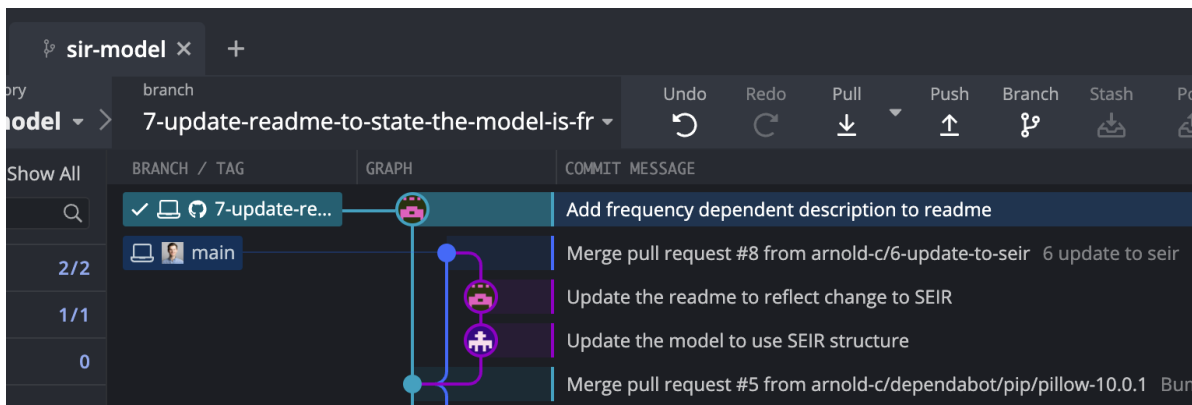 sir-model
ory
branch
Undo
Redo
Pull
Push
Branch
Stash
model
7-update-readme-to-state-the-model-is-fr
Show All
BRANCH / TAG
GRAPH
COMMIT MESSAGE
7-update-re...
Add frequency dependent description to readme
main
Merge pull request #8 from arnold-c/6-update-to-seir 6 update to seir
2/2
Update the readme to reflect change to SEIR
1/1
Update the model to use SEIR structure
0
Merge pull request #5 from arnold-c/dependabot/pip/pillow-10.0.1